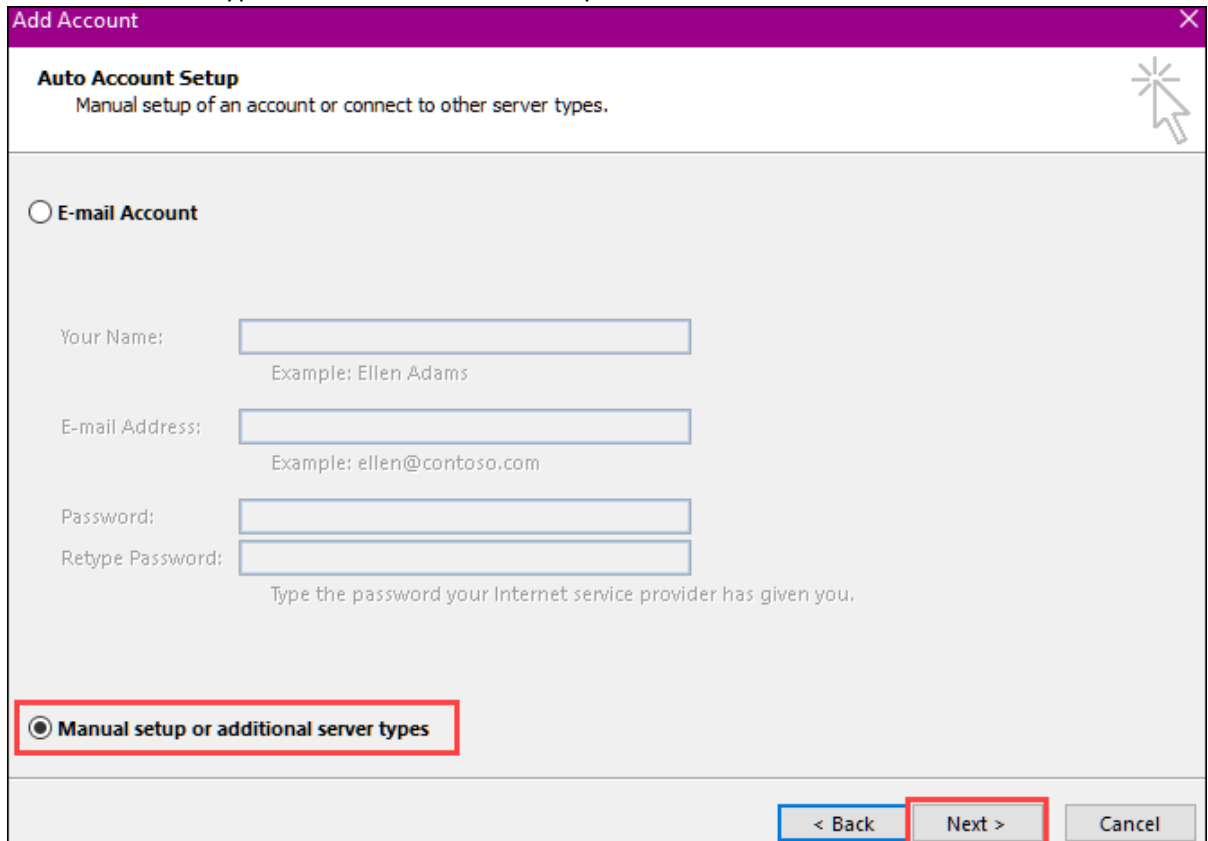 Add Account
Auto Account Setup
Manual setup of an account or connect to other server types.
E-mail Account
Your Name:
Example: Ellen Adams
E-mail Address:
Example: ellen@contoso.com
Password:
Retype Password:
Type the password your Internet service provider has given you.
Manual setup or additional server types
< Back Next > Cancel